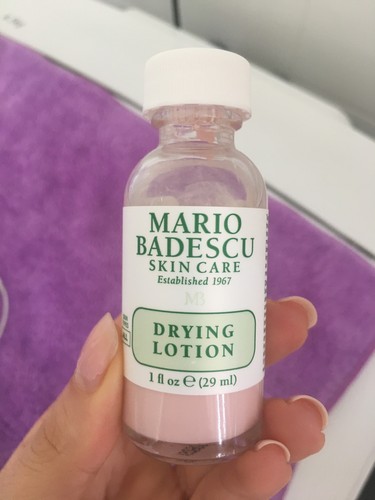 MARIO
BADESCU
SKIN CARE
Established 1967
MB
DRYING
LOTION
1 fl oz ℮ (29 ml)